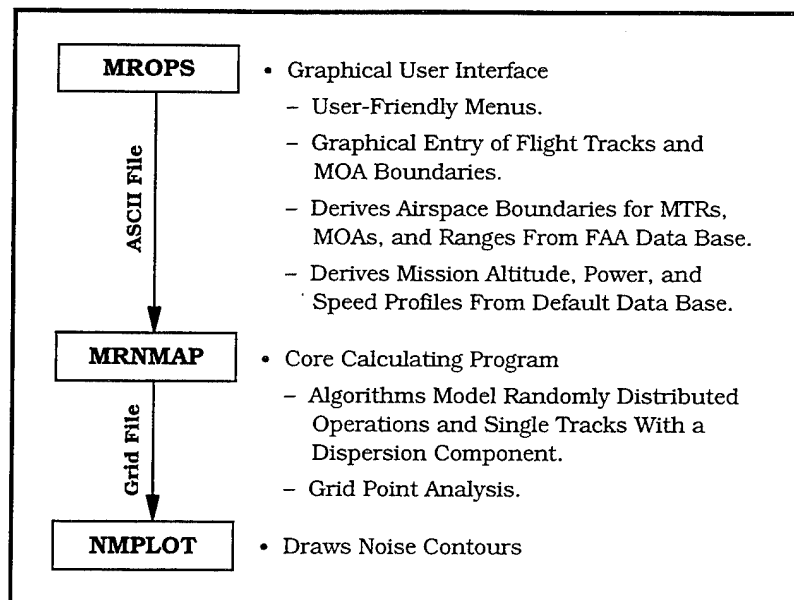 MROPS
• Graphical User Interface
– User-Friendly Menus.
– Graphical Entry of Flight Tracks and
MOA Boundaries.
– Derives Airspace Boundaries for MTRs,
MOAs, and Ranges From FAA Data Base.
– Derives Mission Altitude, Power, and
Speed Profiles From Default Data Base.
ASCII File
MRNMAP
• Core Calculating Program
– Algorithms Model Randomly Distributed
Operations and Single Tracks With a
Dispersion Component.
– Grid Point Analysis.
Grid File
NMPLOT
• Draws Noise Contours